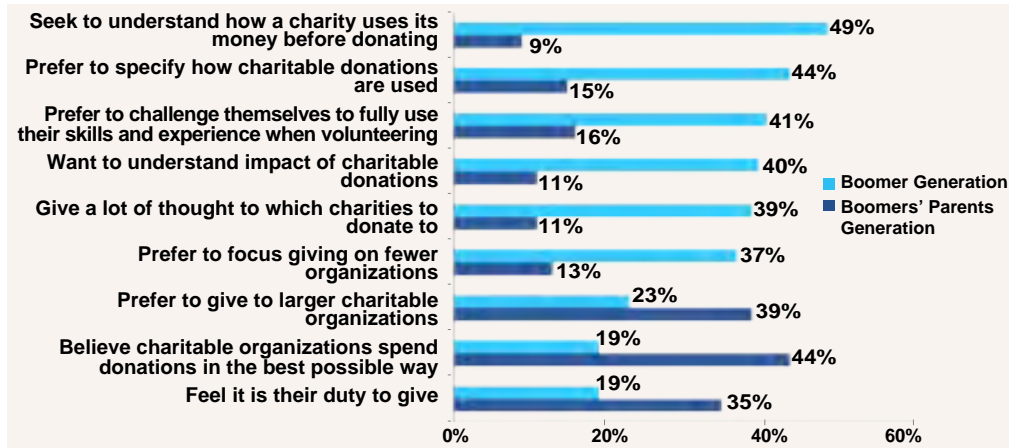 Seek to understand how a charity uses its
money before donating
49%
9%
Prefer to specify how charitable donations
are used
44%
15%
Prefer to challenge themselves to fully use
their skills and experience when volunteering
41%
16%
Want to understand impact of charitable
donations
40%
11%
Give a lot of thought to which charities to
donate to
39%
11%
Prefer to focus giving on fewer
organizations
37%
13%
Prefer to give to larger charitable
organizations
23%
39%
Believe charitable organizations spend
donations in the best possible way
19%
44%
Feel it is their duty to give
19%
35%
Boomer Generation
Boomers’ Parents
Generation
0% 20% 40% 60%